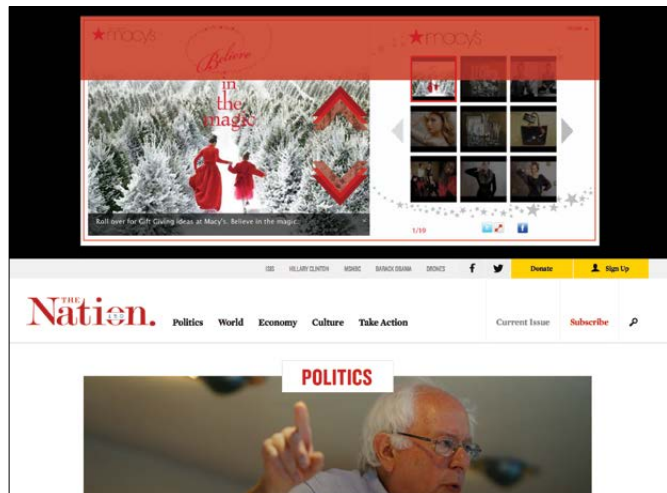 macy's
macy's
Believe
in
the
magic
Roll over for Gift Giving ideas at Macy's. Believe in the magic.
1/10
f
ISIS HILLARY CLINTON MSNBC BARACK OBAMA DRONES f Donate Sign Up
THE
Nation.
150
Politics World Economy Culture Take Action Current Issue Subscribe
POLITICS